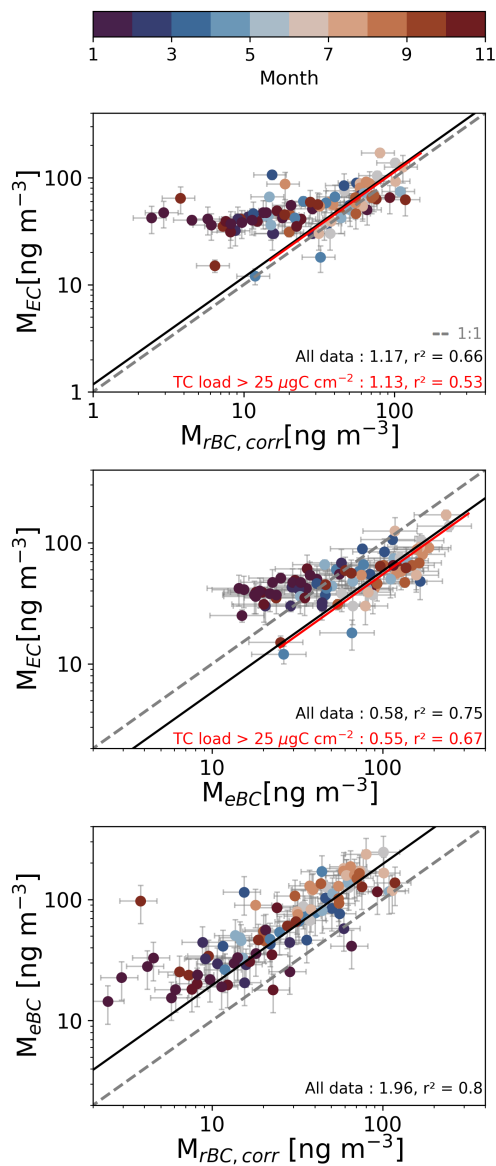 1 3 5 7 9 11
Month
100
10
1
M_EC[ng m⁻³]
1:1
All data : 1.17, r² = 0.66
TC load > 25 μgC cm⁻² : 1.13, r² = 0.53
1 10 100
M_rBC, corr[ng m⁻³]
100
10
M_EC[ng m⁻³]
All data : 0.58, r² = 0.75
TC load > 25 μgC cm⁻² : 0.55, r² = 0.67
10 100
M_eBC[ng m⁻³]
100
10
M_eBC [ng m⁻³]
All data : 1.96, r² = 0.8
10 100
M_rBC, corr [ng m⁻³]